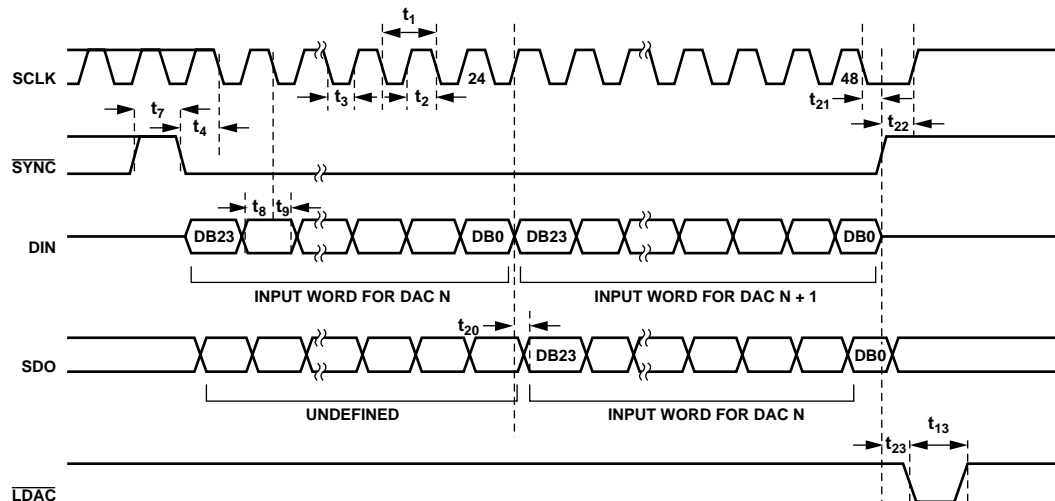 t1
SCLK
24
48
t3
t2
t21
t7
t4
t22
SYNC
t8
t9
DIN
DB23
DB0
DB23
DB0
INPUT WORD FOR DAC N
INPUT WORD FOR DAC N + 1
t20
SDO
DB23
DB0
UNDEFINED
INPUT WORD FOR DAC N
t23
t13
LDAC